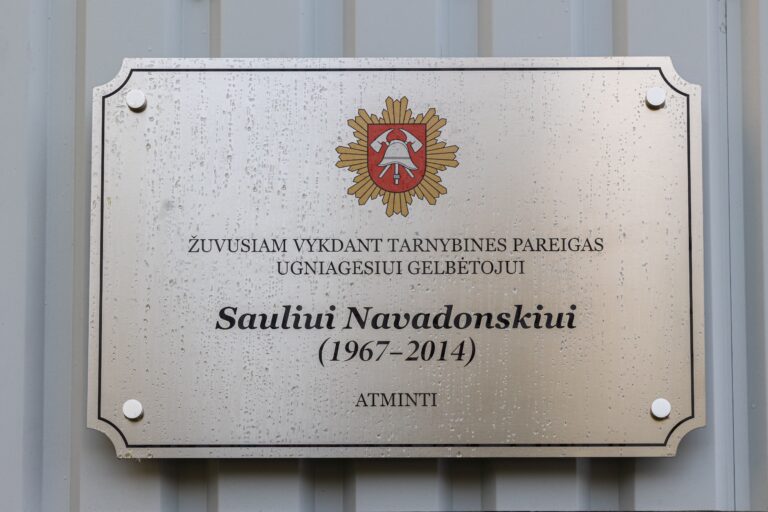 ŽUVUSIAM VYKDANT TARNYBINES PAREIGAS
UGNIAGESIUI GELBĖTOJUI
Sauliui Navadonskiui
(1967–2014)
ATMINTI